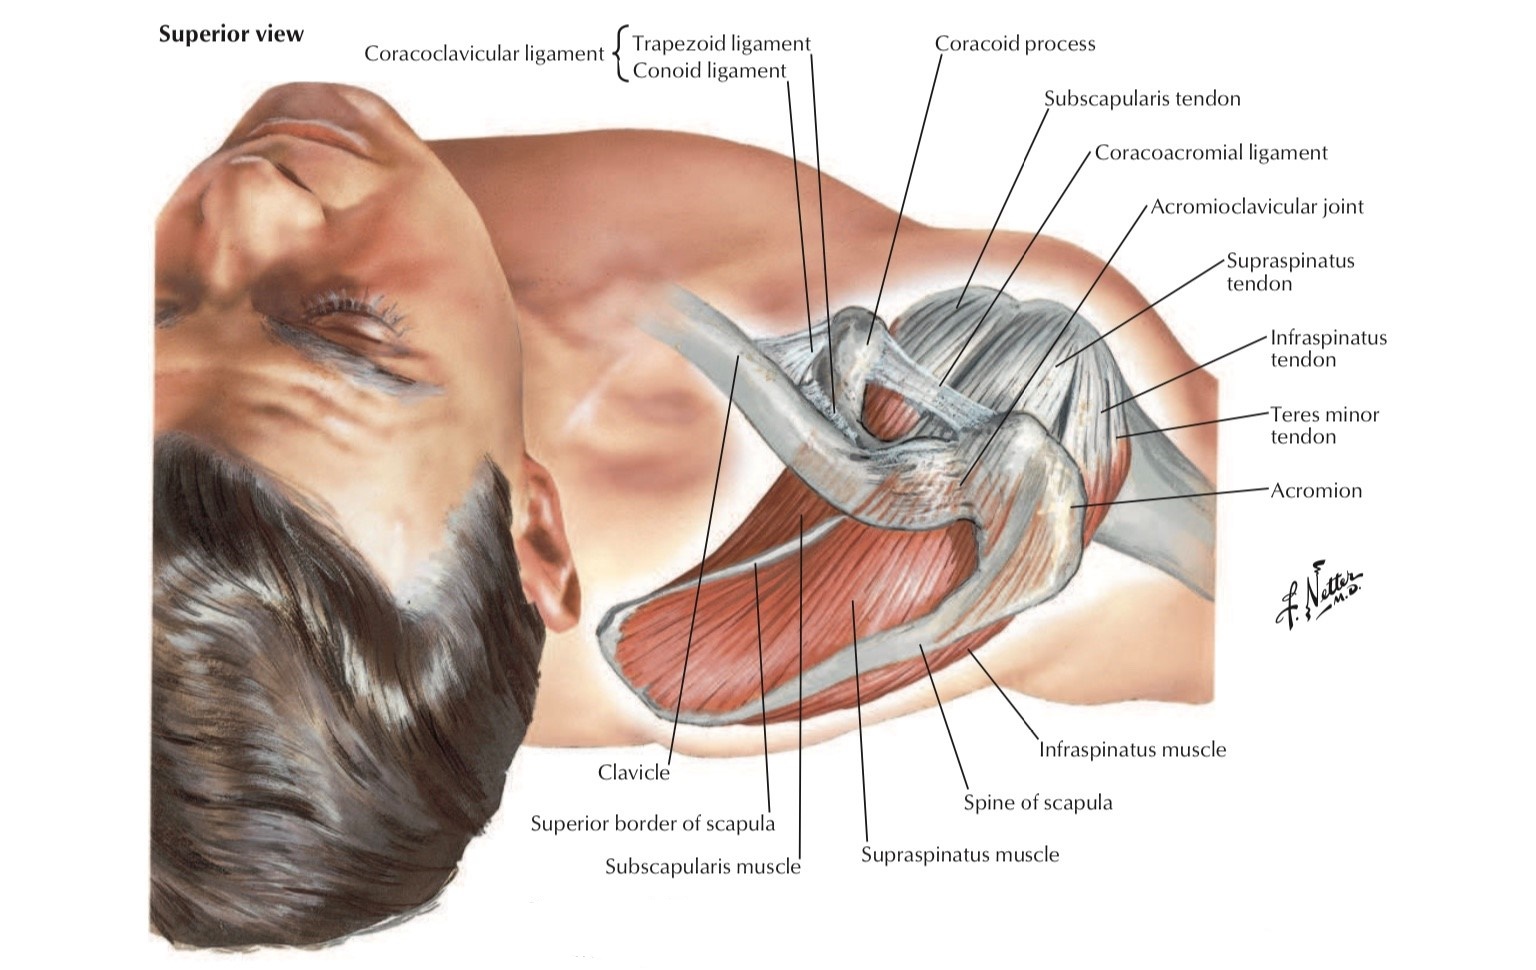 Superior view
Coracoclavicular ligament { Trapezoid ligament
Conoid ligament
Coracoid process
Subscapularis tendon
Coracoacromial ligament
Acromioclavicular joint
Supraspinatus
tendon
Infraspinatus
tendon
Teres minor
tendon
Acromion
F. Netter
M.D.
Infraspinatus muscle
Clavicle
Spine of scapula
Superior border of scapula
Supraspinatus muscle
Subscapularis muscle